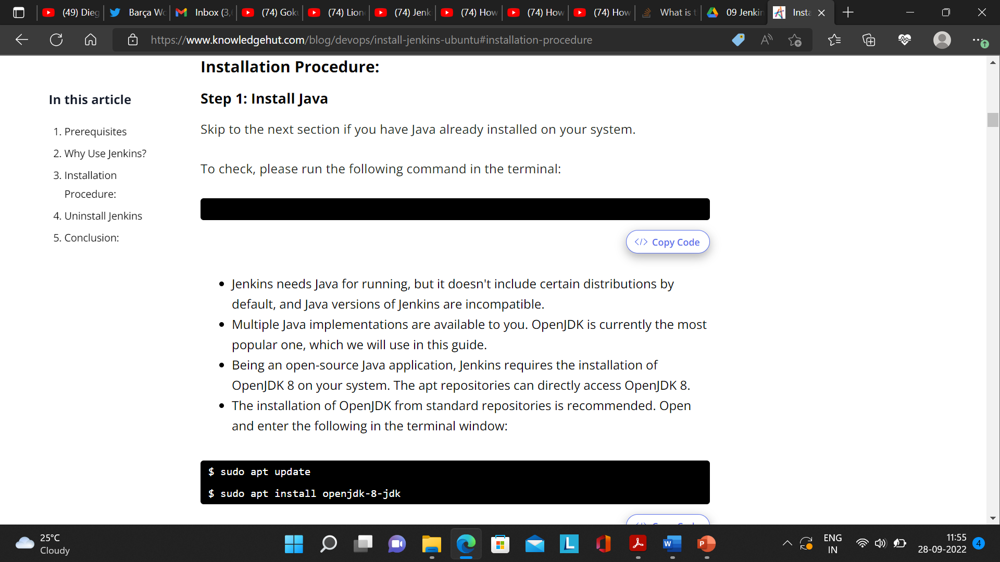 (49) Dieg
Barça Wo
Inbox (3,
(74) Goku
(74) Lion
(74) Jenk
(74) How
(74) How
(74) How
What is t
09 Jenkin
Insta
https://www.knowledgehut.com/blog/devops/install-jenkins-ubuntu#installation-procedure
Installation Procedure:
In this article
1. Prerequisites
2. Why Use Jenkins?
3. Installation
Procedure:
4. Uninstall Jenkins
5. Conclusion:
Step 1: Install Java
Skip to the next section if you have Java already installed on your system.
To check, please run the following command in the terminal:
</> Copy Code
• Jenkins needs Java for running, but it doesn't include certain distributions by
default, and Java versions of Jenkins are incompatible.
• Multiple Java implementations are available to you. OpenJDK is currently the most
popular one, which we will use in this guide.
• Being an open-source Java application, Jenkins requires the installation of
OpenJDK 8 on your system. The apt repositories can directly access OpenJDK 8.
• The installation of OpenJDK from standard repositories is recommended. Open
and enter the following in the terminal window:
$ sudo apt update
$ sudo apt install openjdk-8-jdk
25°C
Cloudy
ENG
IN
11:55
28-09-2022
4